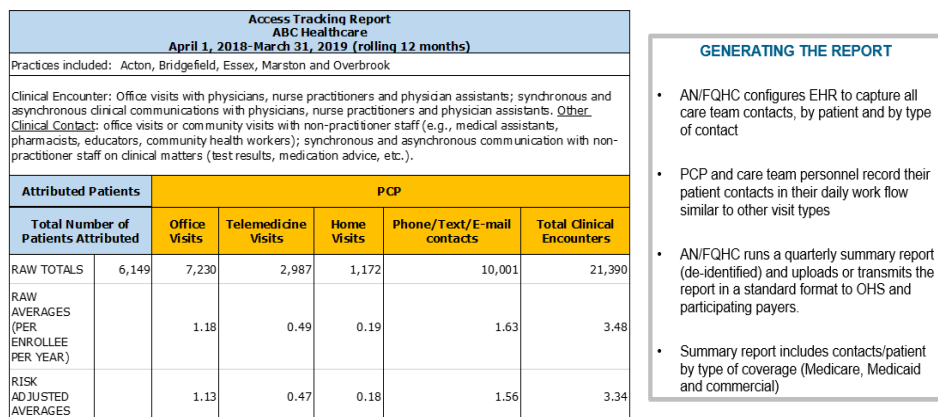 Access Tracking Report
ABC Healthcare
April 1, 2018-March 31, 2019 (rolling 12 months)
Practices included: Acton, Bridgefield, Essex, Marston and Overbrook
Clinical Encounter: Office visits with physicians, nurse practitioners and physician assistants; synchronous and
asynchronous clinical communications with physicians, nurse practitioners and physician assistants. Other
Clinical Contact: office visits or community visits with non-practitioner staff (e.g., medical assistants,
pharmacists, educators, community health workers); synchronous and asynchronous communication with non-
practitioner staff on clinical matters (test results, medication advice, etc.).
Attributed Patients PCP
Total Number of Office Telemedicine Home Phone/Text/E-mail Total Clinical
Patients Attributed Visits Visits Visits contacts Encounters
RAW TOTALS 6,149 7,230 2,987 1,172 10,001 21,390
RAW
AVERAGES
(PER 1.18 0.49 0.19 1.63 3.48
ENROLLEE
PER YEAR)
RISK
ADJUSTED 1.13 0.47 0.18 1.56 3.34
AVERAGES
GENERATING THE REPORT
• AN/FQHC configures EHR to capture all
care team contacts, by patient and by type
of contact
• PCP and care team personnel record their
patient contacts in their daily work flow
similar to other visit types
• AN/FQHC runs a quarterly summary report
(de-identified) and uploads or transmits the
report in a standard format to OHS and
participating payers.
• Summary report includes contacts/patient
by type of coverage (Medicare, Medicaid
and commercial)